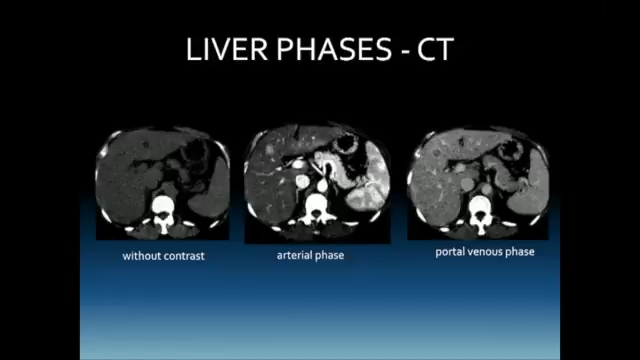 LIVER PHASES - CT
without contrast
arterial phase
portal venous phase